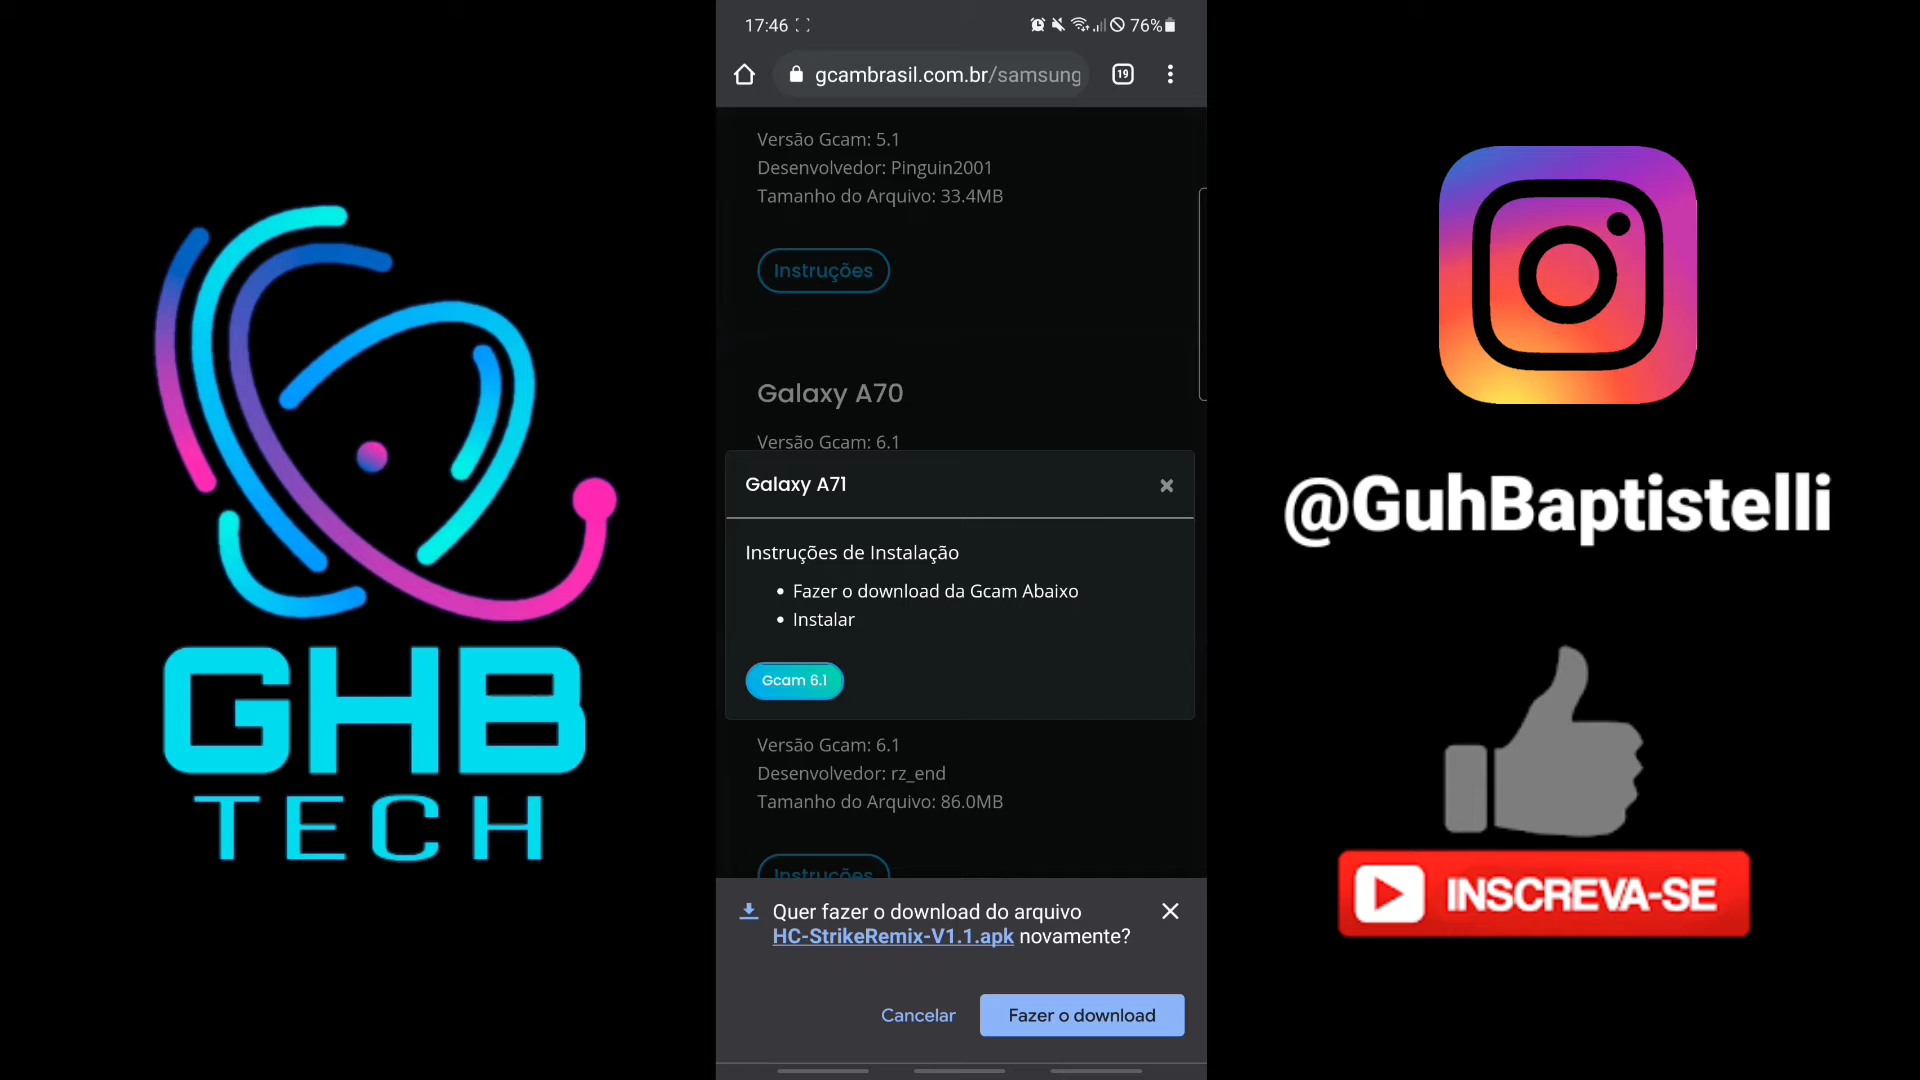 GHB
TECH
17:46
76%
gcambrasil.com.br/samsung
19
Versão Gcam: 5.1
Desenvolvedor: Pinguin2001
Tamanho do Arquivo: 33.4MB
Instruções
Galaxy A70
Versão Gcam: 6.1
Galaxy A71
Instruções de Instalação
Fazer o download da Gcam Abaixo
Instalar
Gcam 6.1
Versão Gcam: 6.1
Desenvolvedor: rz_end
Tamanho do Arquivo: 86.0MB
Instruções
Quer fazer o download do arquivo
HC-StrikeRemix-V1.1.apk novamente?
Cancelar
Fazer o download
@GuhBaptistelli
INSCREVA-SE